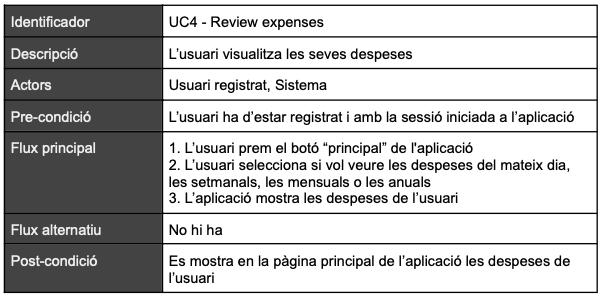 Identificador UC4 - Review expenses
Descripció L’usuari visualitza les seves despeses
Actors Usuari registrat, Sistema
Pre-condició L’usuari ha d’estar registrat i amb la sessió iniciada a l’aplicació
Flux principal 1. L’usuari prem el botó “principal” de l'aplicació
2. L’usuari selecciona si vol veure les despeses del mateix dia,
les setmanals, les mensuals o les anuals
3. L’aplicació mostra les despeses de l’usuari
Flux alternatiu No hi ha
Post-condició Es mostra en la pàgina principal de l’aplicació les despeses de
l’usuari